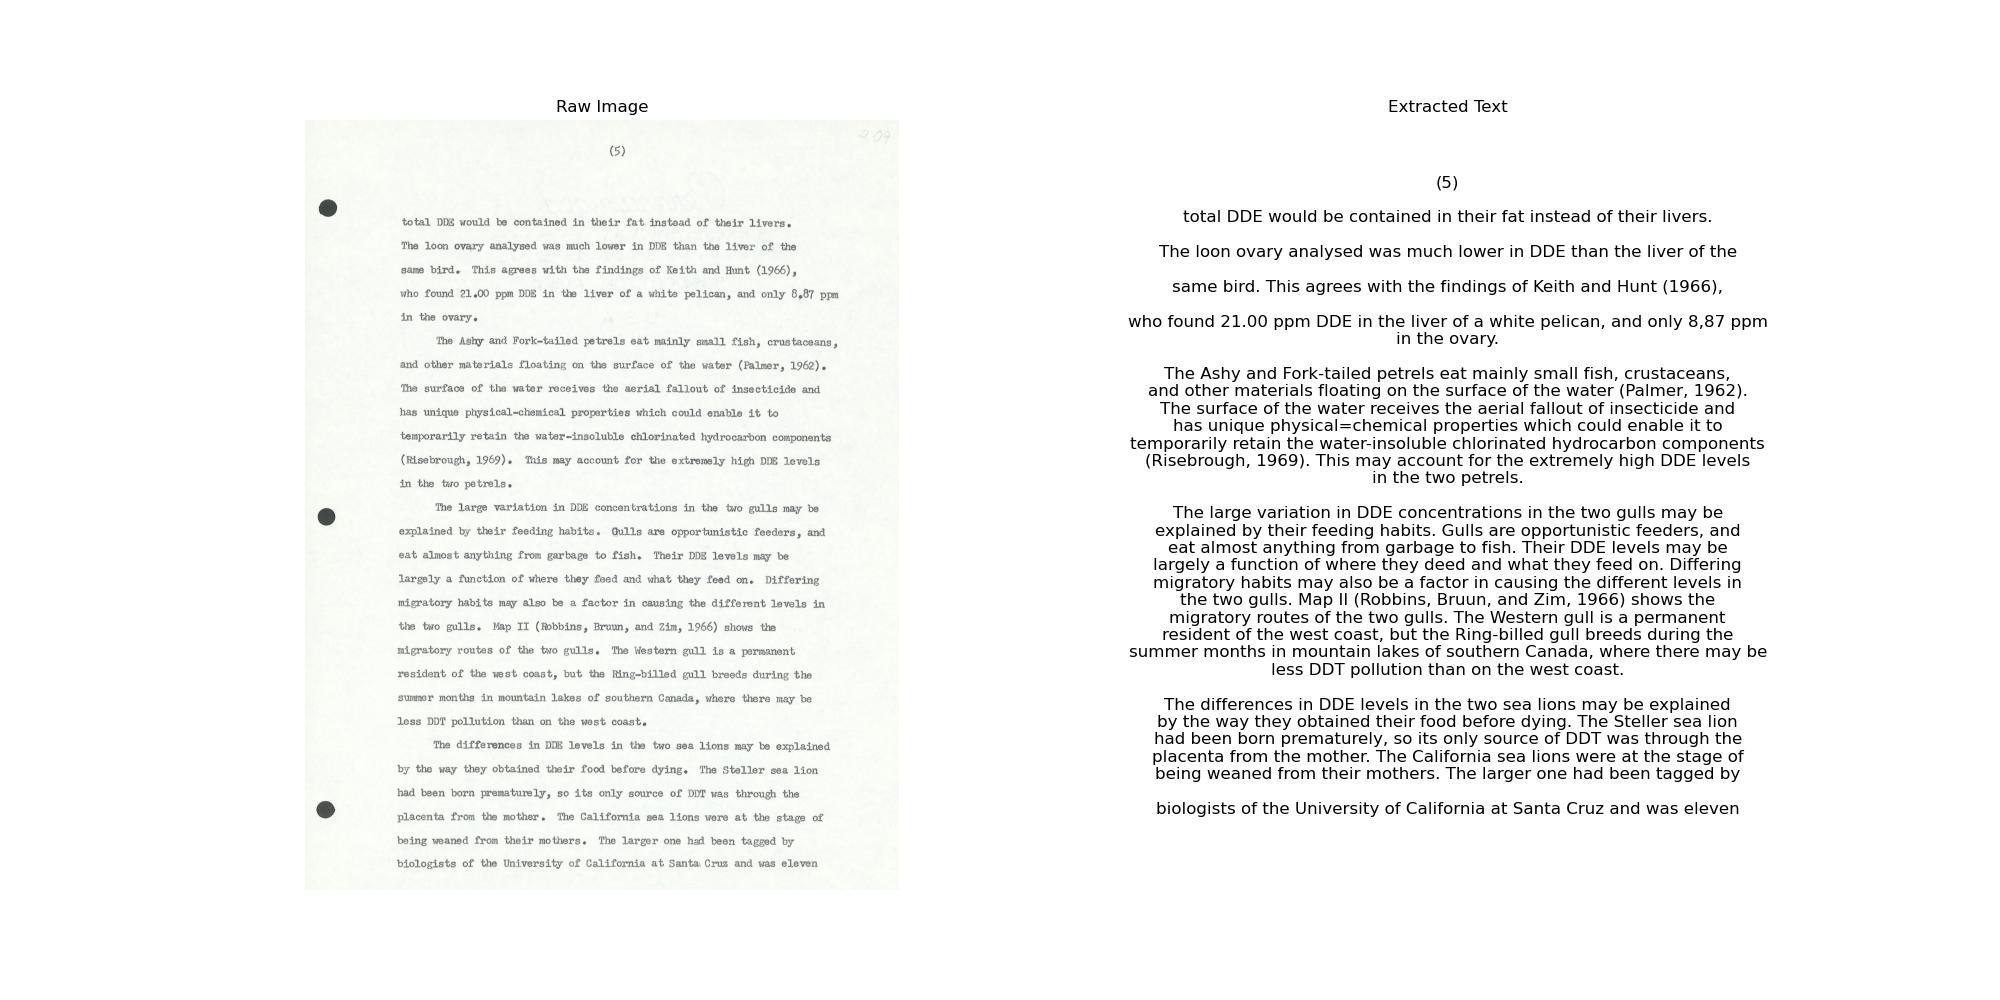 Raw Image
2 09
(5)
total DDE would be contained in their fat instead of their livers.
The loon ovary analysed was much lower in DDE than the liver of the
same bird. This agrees with the findings of Keith and Hunt (1966),
who found 21.00 ppm DDE in the liver of a white pelican, and only 8.87 ppm
in the ovary.
The Ashy and Fork-tailed petrels eat mainly small fish, crustaceans,
and other materials floating on the surface of the water (Palmer, 1962).
The surface of the water receives the aerial fallout of insecticide and
has unique physical-chemical properties which could enable it to
temporarily retain the water-insoluble chlorinated hydrocarbon components
(Risebrough, 1969). This may account for the extremely high DDE levels
in the two petrels.
The large variation in DDE concentrations in the two gulls may be
explained by their feeding habits. Gulls are opportunistic feeders, and
eat almost anything from garbage to fish. Their DDE levels may be
largely a function of where they feed and what they feed on. Differing
migratory habits may also be a factor in causing the different levels in
the two gulls. Map II (Robbins, Bruun, and Zim, 1966) shows the
migratory routes of the two gulls. The Western gull is a permanent
resident of the west coast, but the Ring-billed gull breeds during the
summer months in mountain lakes of southern Canada, where there may be
less DDT pollution than on the west coast.
The differences in DDE levels in the two sea lions may be explained
by the way they obtained their food before dying. The Steller sea lion
had been born prematurely, so its only source of DDT was through the
placenta from the mother. The California sea lions were at the stage of
being weaned from their mothers. The larger one had been tagged by
biologists of the University of California at Santa Cruz and was eleven
Extracted Text
(5)
total DDE would be contained in their fat instead of their livers.
The loon ovary analysed was much lower in DDE than the liver of the
same bird. This agrees with the findings of Keith and Hunt (1966),
who found 21.00 ppm DDE in the liver of a white pelican, and only 8,87 ppm
in the ovary.
The Ashy and Fork-tailed petrels eat mainly small fish, crustaceans,
and other materials floating on the surface of the water (Palmer, 1962).
The surface of the water receives the aerial fallout of insecticide and
has unique physical=chemical properties which could enable it to
temporarily retain the water-insoluble chlorinated hydrocarbon components
(Risebrough, 1969). This may account for the extremely high DDE levels
in the two petrels.
The large variation in DDE concentrations in the two gulls may be
explained by their feeding habits. Gulls are opportunistic feeders, and
eat almost anything from garbage to fish. Their DDE levels may be
largely a function of where they deed and what they feed on. Differing
migratory habits may also be a factor in causing the different levels in
the two gulls. Map II (Robbins, Bruun, and Zim, 1966) shows the
migratory routes of the two gulls. The Western gull is a permanent
resident of the west coast, but the Ring-billed gull breeds during the
summer months in mountain lakes of southern Canada, where there may be
less DDT pollution than on the west coast.
The differences in DDE levels in the two sea lions may be explained
by the way they obtained their food before dying. The Steller sea lion
had been born prematurely, so its only source of DDT was through the
placenta from the mother. The California sea lions were at the stage of
being weaned from their mothers. The larger one had been tagged by
biologists of the University of California at Santa Cruz and was eleven